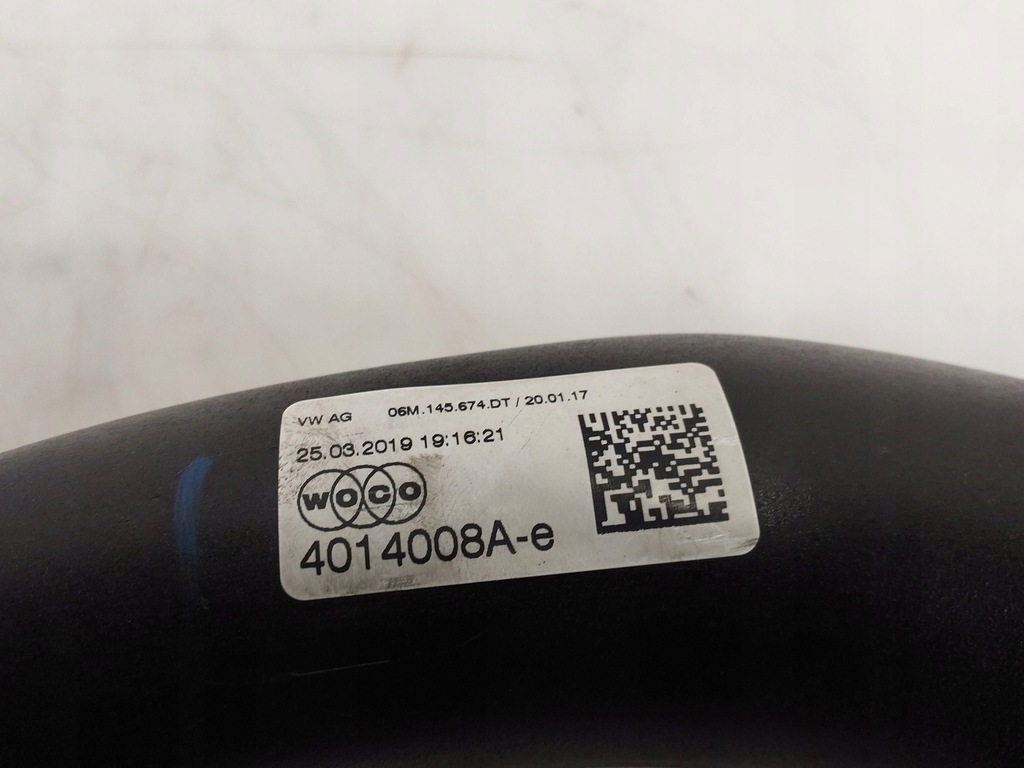 VW AG 06M.145.674.DT / 20.01.17
25.03.2019 19:16:21
WOCO
4014008A-e